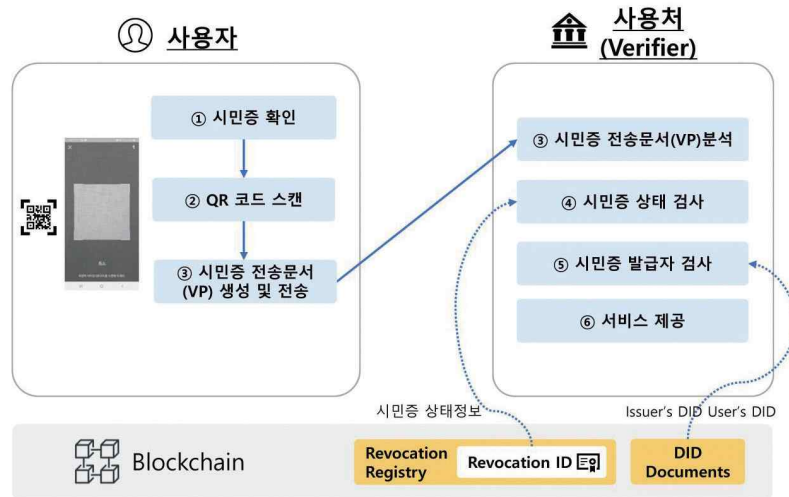 사용자
사용처
(Verifier)
① 시민증 확인
② QR 코드 스캔
③ 시민증 전송문서
(VP) 생성 및 전송
③ 시민증 전송문서(VP)분석
④ 시민증 상태 검사
⑤ 시민증 발급자 검사
⑥ 서비스 제공
시민증 상태정보
Issuer's DID User's DID
Blockchain
Revocation
Registry
Revocation ID
DID
Documents